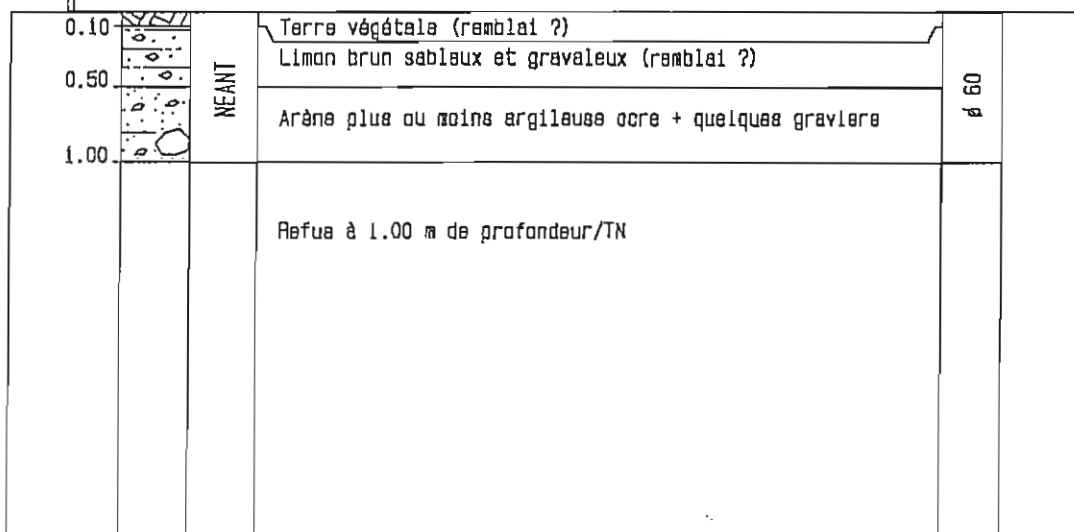 0.10 Terre végétale (remblai ?)
Limon brun sableux et graveleux (remblai ?)
0.50
NEANT
ø 60
Arène plus ou moins argileuse ocre + quelques graviers
1.00
Refus à 1.00 m de profondeur/TN